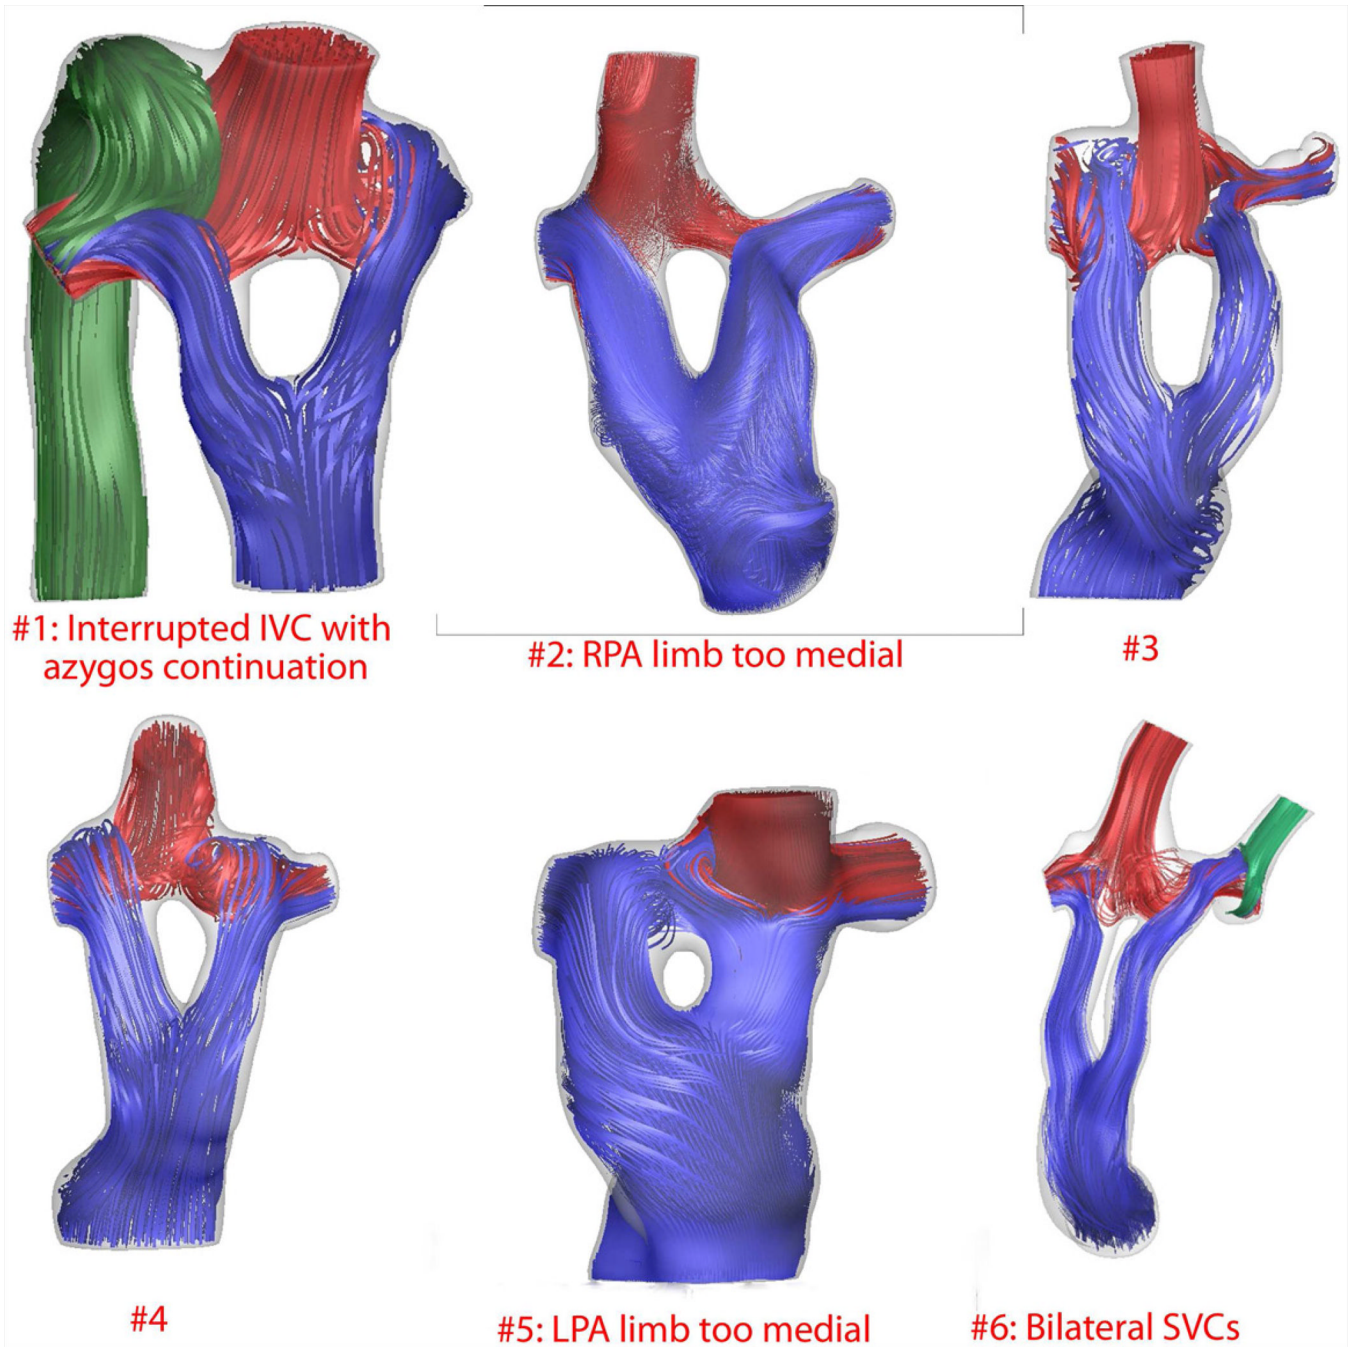 #1: Interrupted IVC with
azygos continuation
#2: RPA limb too medial
#3
#4
#5: LPA limb too medial
#6: Bilateral SVCs